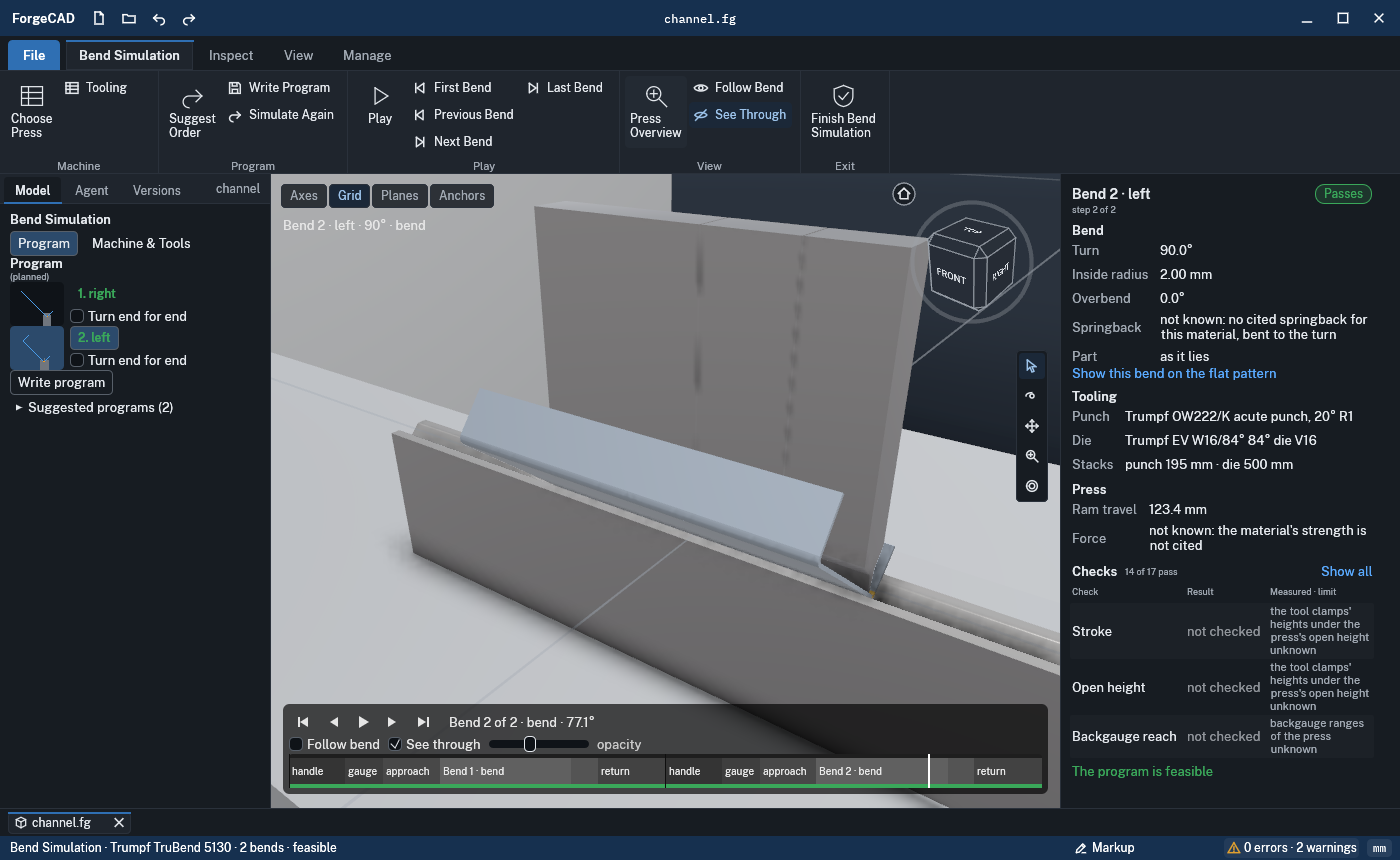 ForgeCAD
channel.fg
File
Bend Simulation
Inspect
View
Manage
Choose Press
Tooling
Machine
Suggest Order
Write Program
Simulate Again
Program
Play
First Bend
Previous Bend
Next Bend
Last Bend
Play
Press Overview
Follow Bend
See Through
View
Finish Bend Simulation
Exit
Model
Agent
Versions
channel
Bend Simulation
Program
Machine & Tools
Program
(planned)
1. right
Turn end for end
2. left
Turn end for end
Write program
Suggested programs (2)
Axes
Grid
Planes
Anchors
Bend 2 · left · 90° · bend
TOP
FRONT
RIGHT
Bend 2 of 2 · bend · 77.1°
Follow bend
See through
opacity
handle
gauge
approach
Bend 1 · bend
return
handle
gauge
approach
Bend 2 · bend
return
Bend 2 · left
Passes
step 2 of 2
Bend
Turn 90.0°
Inside radius 2.00 mm
Overbend 0.0°
Springback not known: no cited springback for
this material, bent to the turn
Part as it lies
Show this bend on the flat pattern
Tooling
Punch Trumpf OW222/K acute punch, 20° R1
Die Trumpf EV W16/84° 84° die V16
Stacks punch 195 mm · die 500 mm
Press
Ram travel 123.4 mm
Force not known: the material's strength is
not cited
Checks 14 of 17 pass Show all
Check Result Measured · limit
Stroke not checked the tool clamps'
heights under the
press's open height
unknown
Open height not checked the tool clamps'
heights under the
press's open height
unknown
Backgauge reach not checked backgauge ranges
of the press
unknown
The program is feasible
channel.fg
Bend Simulation · Trumpf TruBend 5130 · 2 bends · feasible
Markup
0 errors · 2 warnings
mm